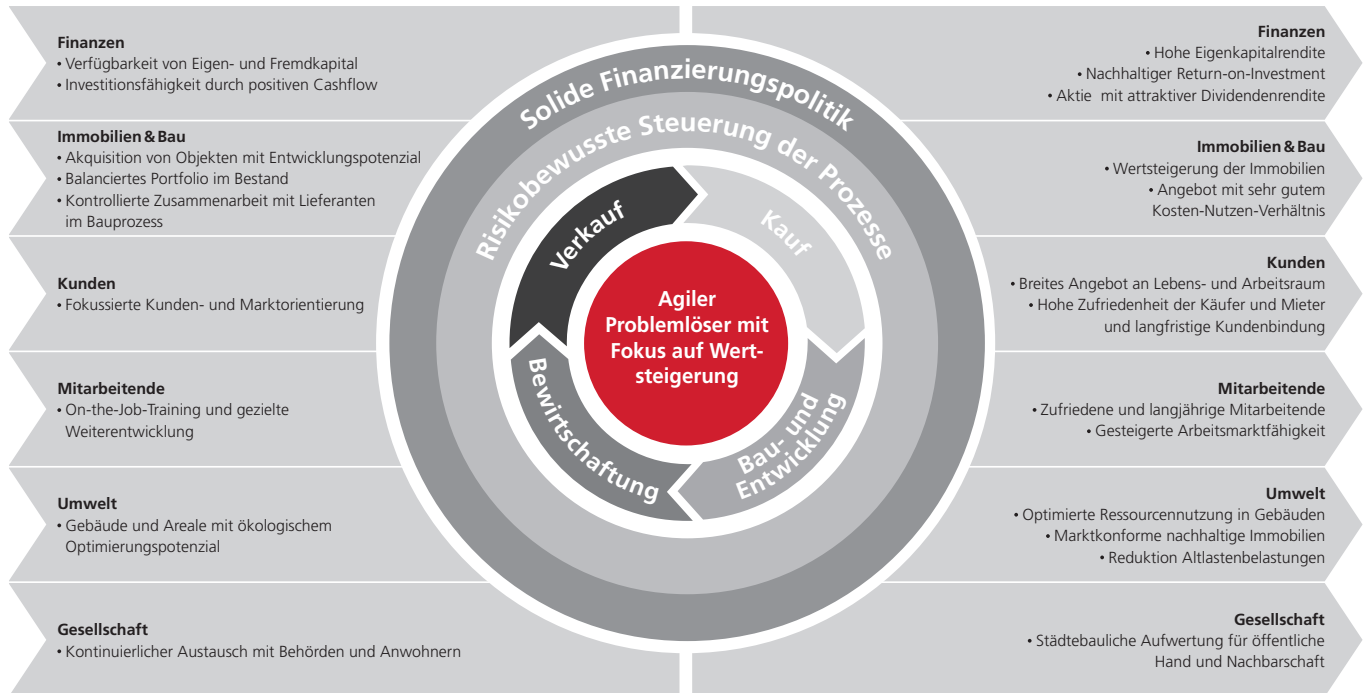 Finanzen
• Verfügbarkeit von Eigen- und Fremdkapital
• Investitionsfähigkeit durch positiven Cashflow
Immobilien & Bau
• Akquisition von Objekten mit Entwicklungspotenzial
• Balanciertes Portfolio im Bestand
• Kontrollierte Zusammenarbeit mit Lieferanten
im Bauprozess
Kunden
• Fokussierte Kunden- und Marktorientierung
Mitarbeitende
• On-the-Job-Training und gezielte
Weiterentwicklung
Umwelt
• Gebäude und Areale mit ökologischem
Optimierungspotenzial
Gesellschaft
• Kontinuierlicher Austausch mit Behörden und Anwohnern
Solide Finanzierungspolitik
Risikobewusste Steuerung der Prozesse
Verkauf
Kauf
Bau- und
Entwicklung
Bewirtschaftung
Agiler
Problemlöser mit
Fokus auf Wert-
steigerung
Finanzen
• Hohe Eigenkapitalrendite
• Nachhaltiger Return-on-Investment
• Aktie mit attraktiver Dividendenrendite
Immobilien & Bau
• Wertsteigerung der Immobilien
• Angebot mit sehr gutem
Kosten-Nutzen-Verhältnis
Kunden
• Breites Angebot an Lebens- und Arbeitsraum
• Hohe Zufriedenheit der Käufer und Mieter
und langfristige Kundenbindung
Mitarbeitende
• Zufriedene und langjährige Mitarbeitende
• Gesteigerte Arbeitsmarktfähigkeit
Umwelt
• Optimierte Ressourcennutzung in Gebäuden
• Marktkonforme nachhaltige Immobilien
• Reduktion Altlastenbelastungen
Gesellschaft
• Städtebauliche Aufwertung für öffentliche
Hand und Nachbarschaft